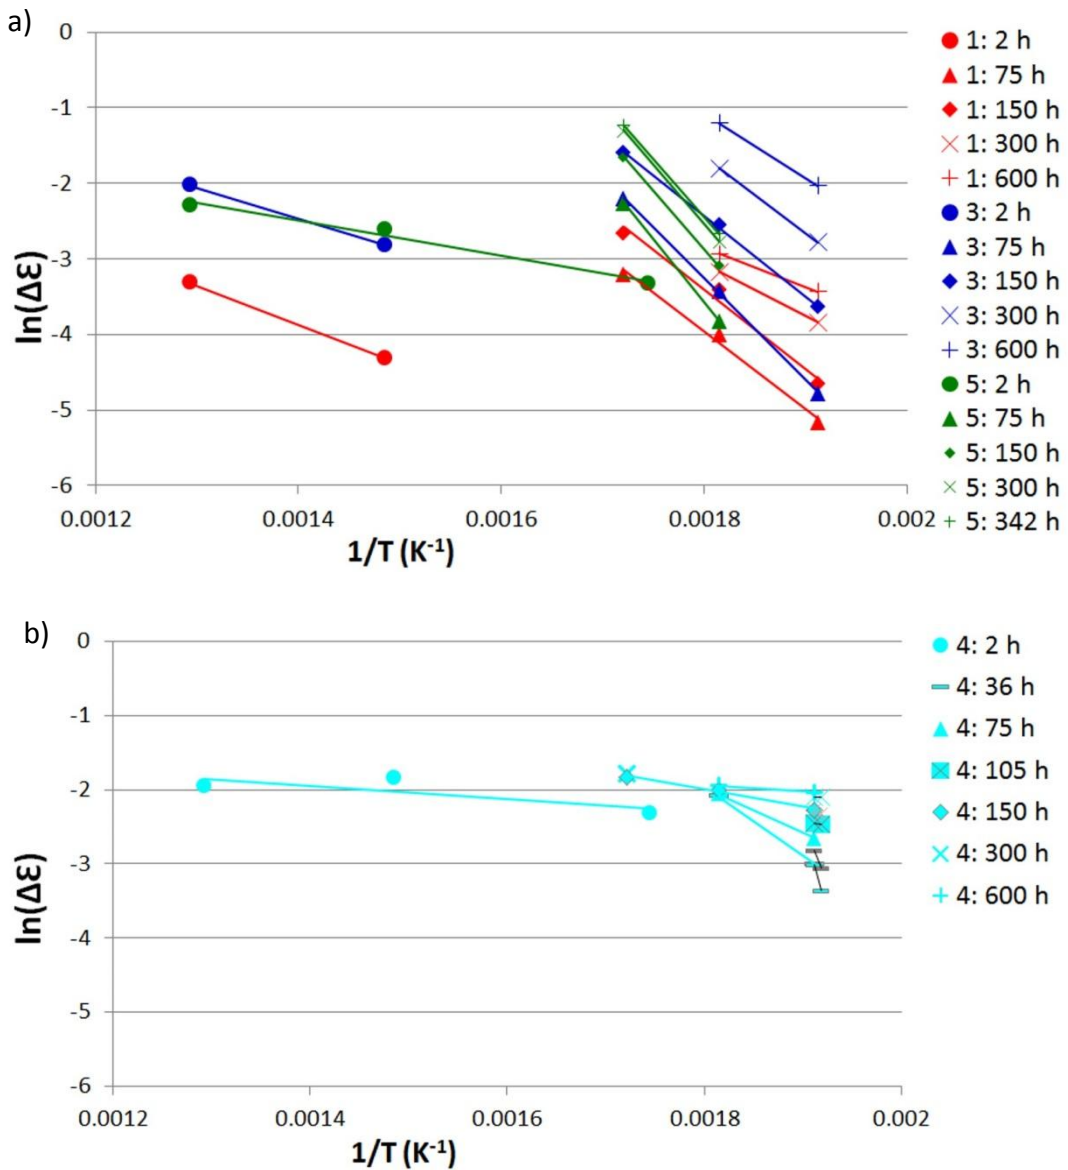 a)
0
-1
-2
-3
-4
-5
-6
ln(Δε)
0.0012
0.0014
0.0016
0.0018
0.002
1/T (K⁻¹)
1: 2 h
1: 75 h
1: 150 h
1: 300 h
1: 600 h
3: 2 h
3: 75 h
3: 150 h
3: 300 h
3: 600 h
5: 2 h
5: 75 h
5: 150 h
5: 300 h
5: 342 h
b)
0
-1
-2
-3
-4
-5
-6
ln(Δε)
0.0012
0.0014
0.0016
0.0018
0.002
1/T (K⁻¹)
4: 2 h
4: 36 h
4: 75 h
4: 105 h
4: 150 h
4: 300 h
4: 600 h